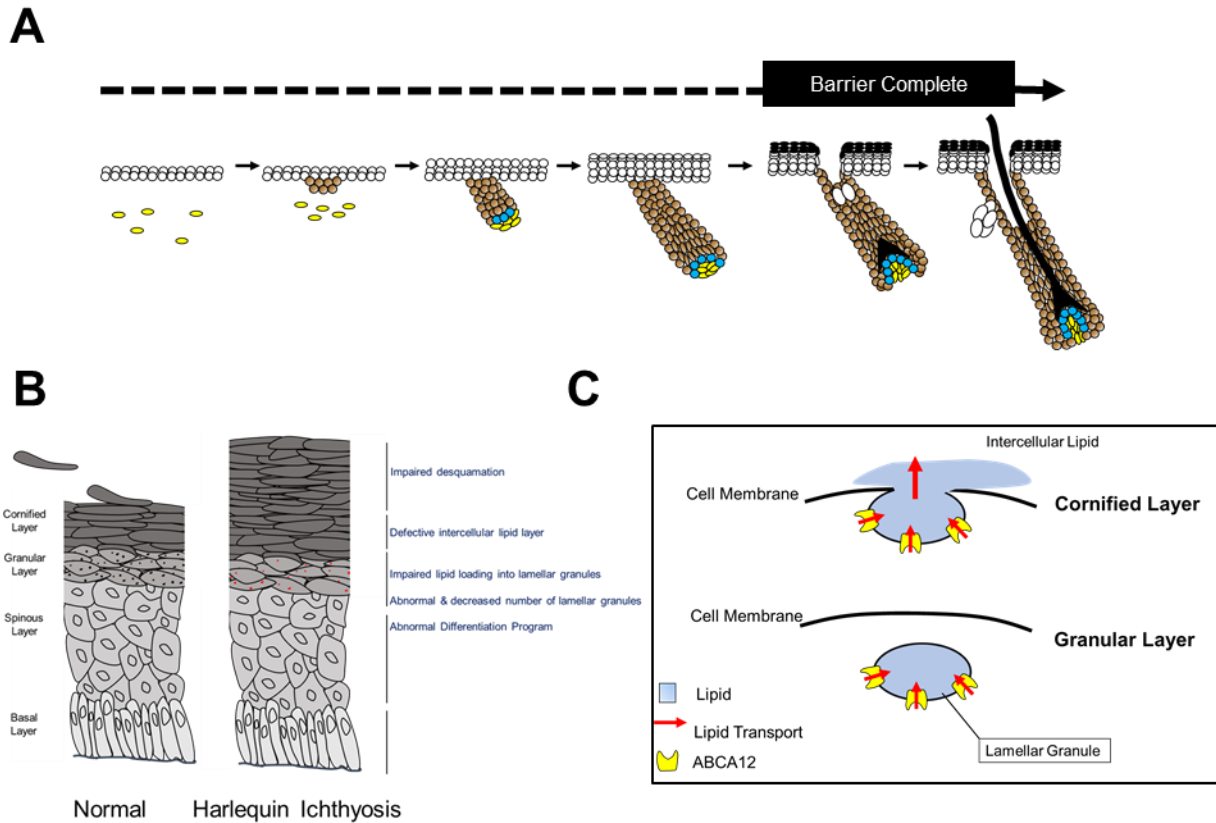 A
Barrier Complete
B
Cornified
Layer
Granular
Layer
Spinous
Layer
Basal
Layer
Impaired desquamation
Defective intercellular lipid layer
Impaired lipid loading into lamellar granules
Abnormal & decreased number of lamellar granules
Abnormal Differentiation Program
Normal
Harlequin Ichthyosis
C
Intercellular Lipid
Cell Membrane
Cornified Layer
Cell Membrane
Granular Layer
Lipid
Lipid Transport
ABCA12
Lamellar Granule